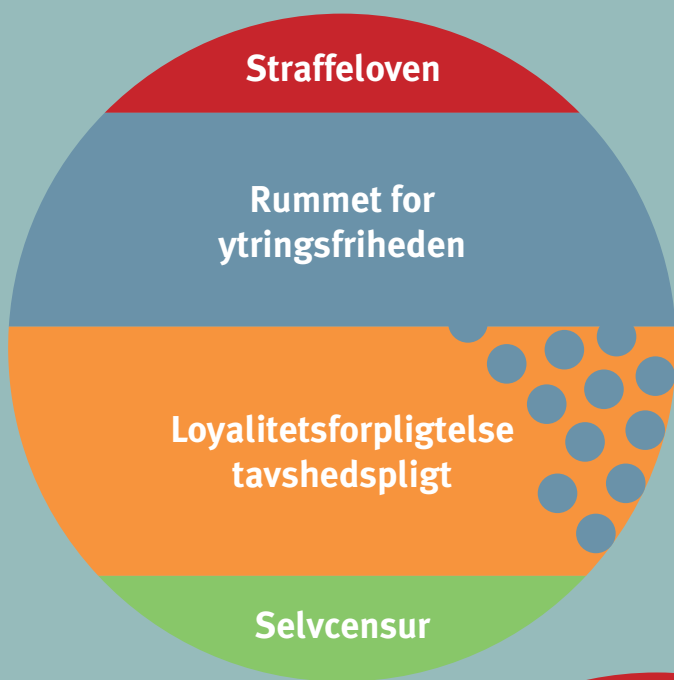 Straffeloven
Rummet for
ytringsfriheden
Loyalitetsforpligtelse
tavshedspligt
Selvcensur